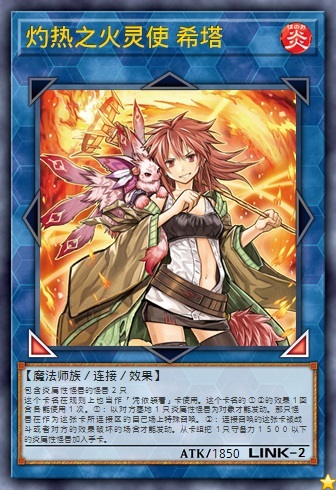 灼热之火灵使 希塔
炎
【魔法师族/连接/效果】
包含炎属性怪兽的怪兽2只
这个卡名在规则上也当作「凭依装着」卡使用。这个卡名的①②的效果1回
合各能使用1次。①：以对方墓地1只炎属性怪兽为对象才能发动。那只怪
兽在作为这张卡所连接区的自己场上特殊召唤。②：连接召唤的这张卡被战
斗或者对方的效果破坏的场合才能发动。从卡组把1只守备力1500以下
的炎属性怪兽加入手卡。
ATK/1850 LINK-2